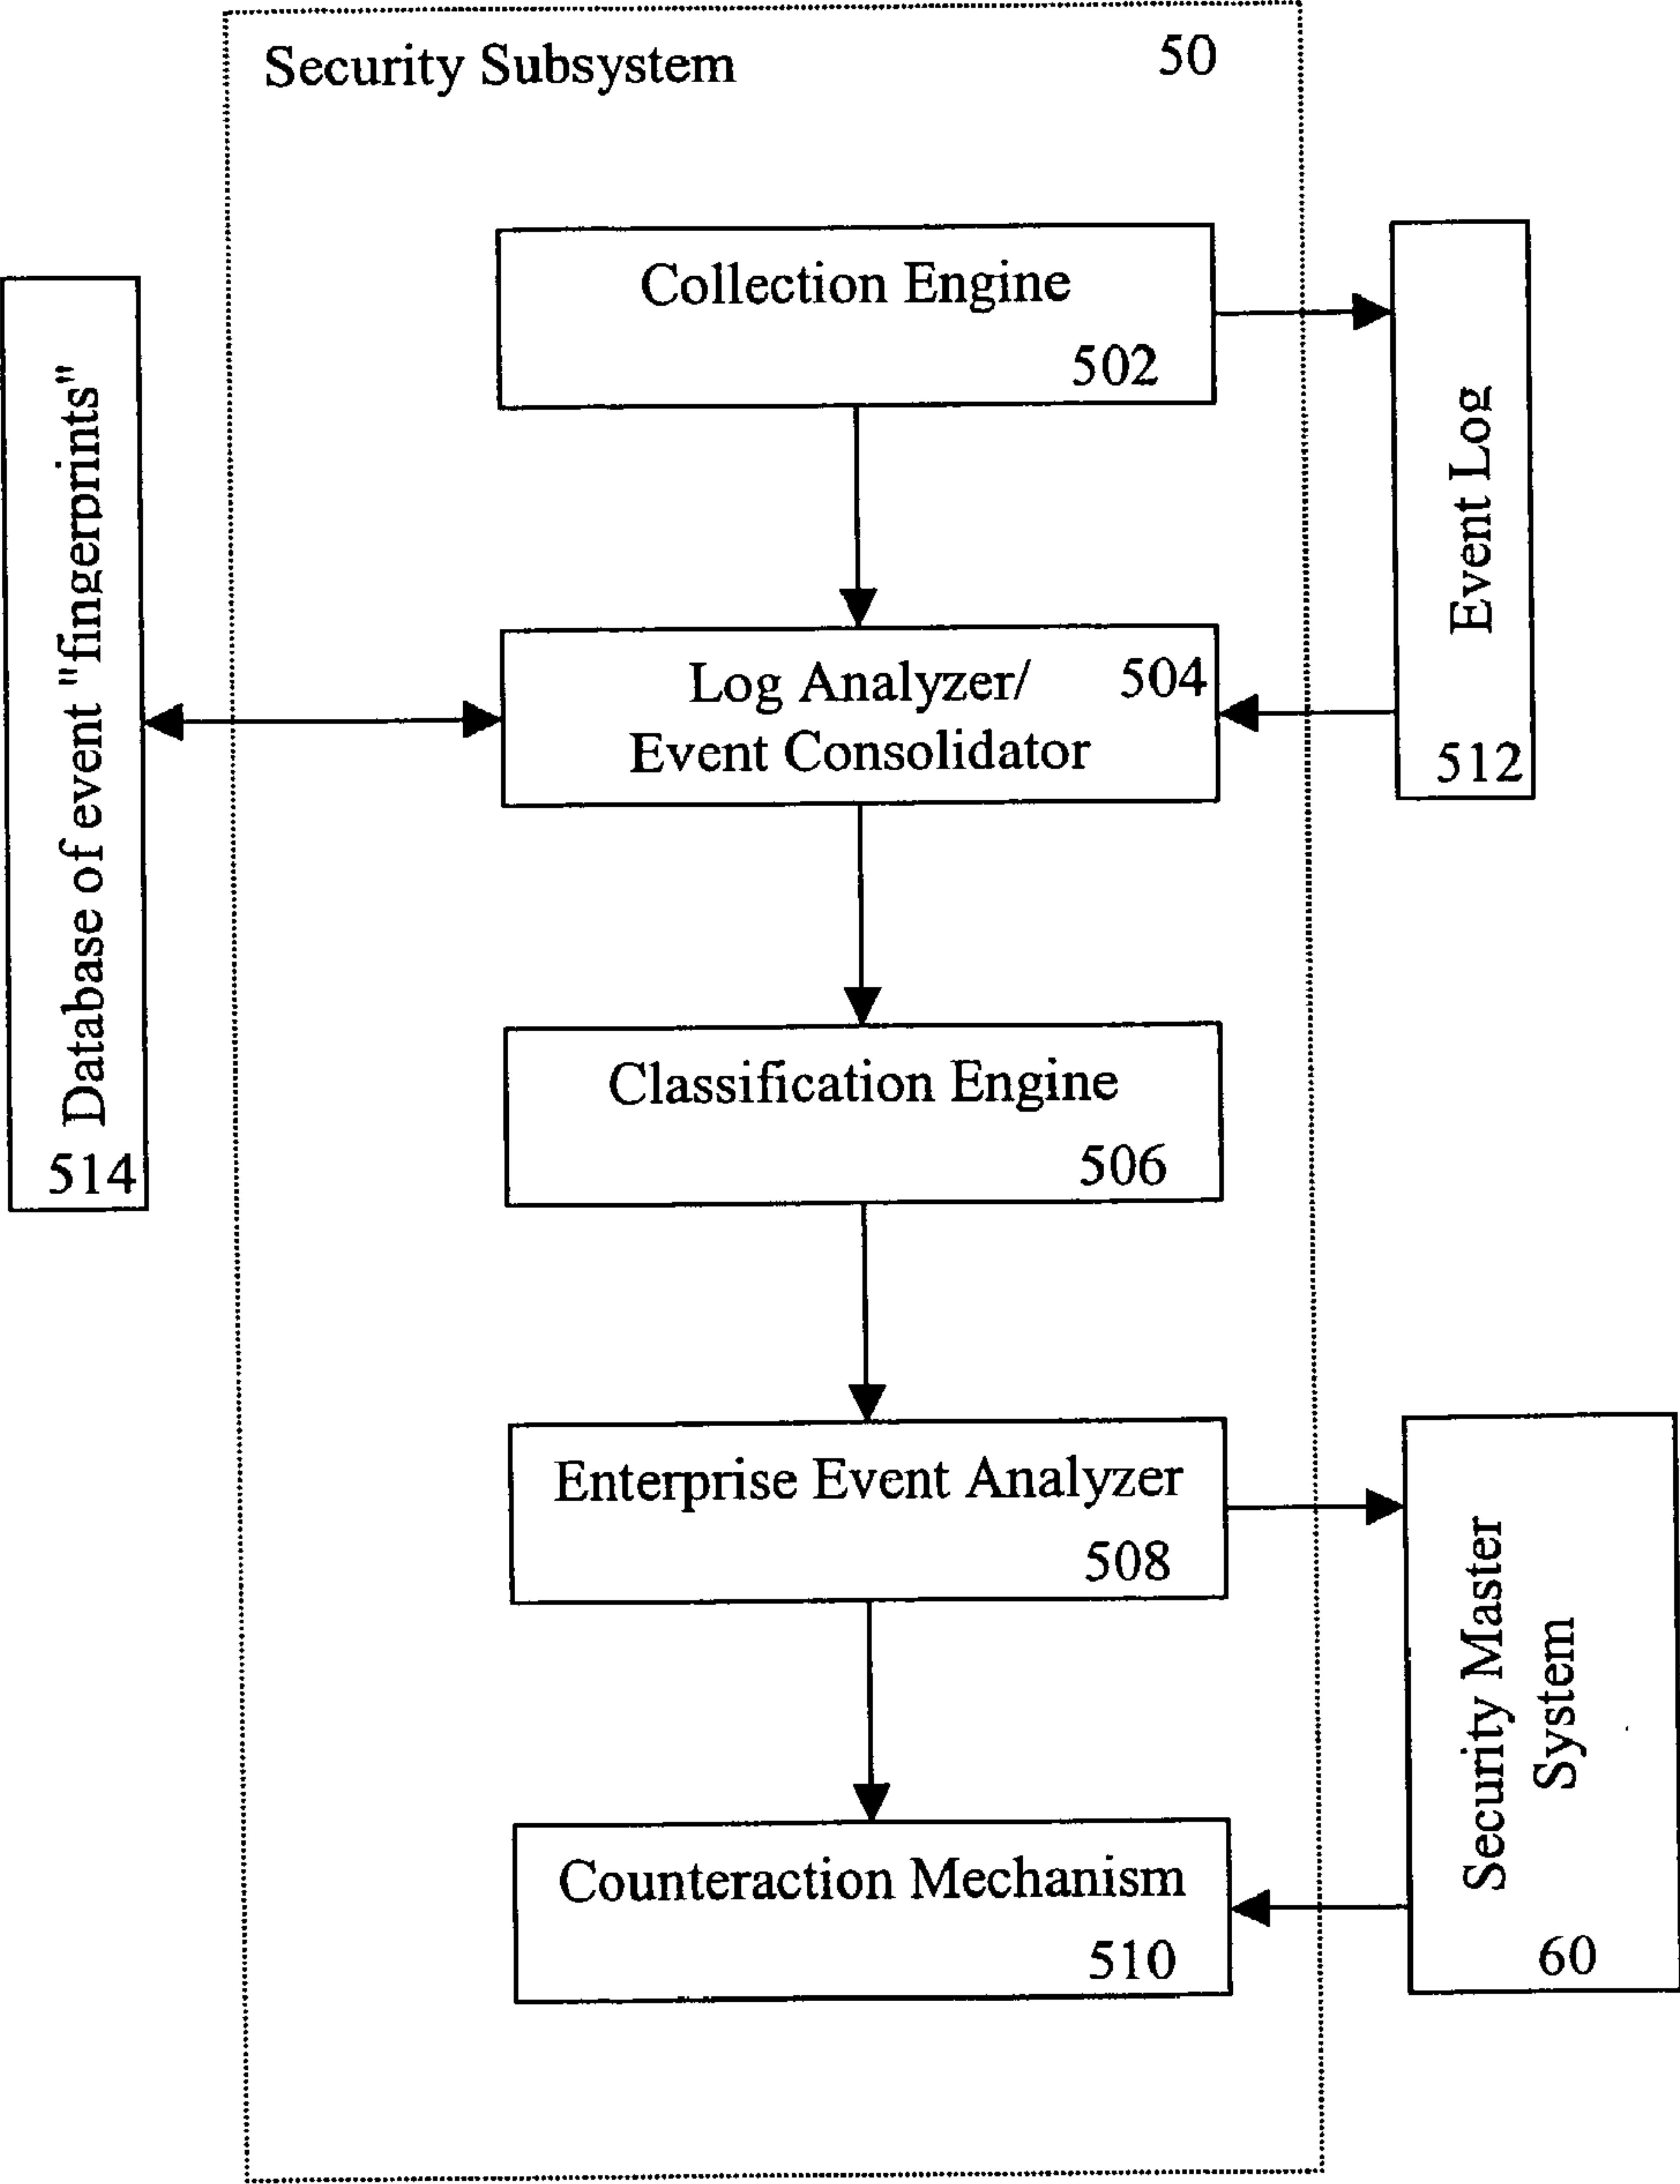 Security Subsystem
50
Collection Engine
502
Event Log
512
Database of event "fingerprints"
514
Log Analyzer/
504
Event Consolidator
Classification Engine
506
Enterprise Event Analyzer
508
Security Master
System
60
Counteraction Mechanism
510